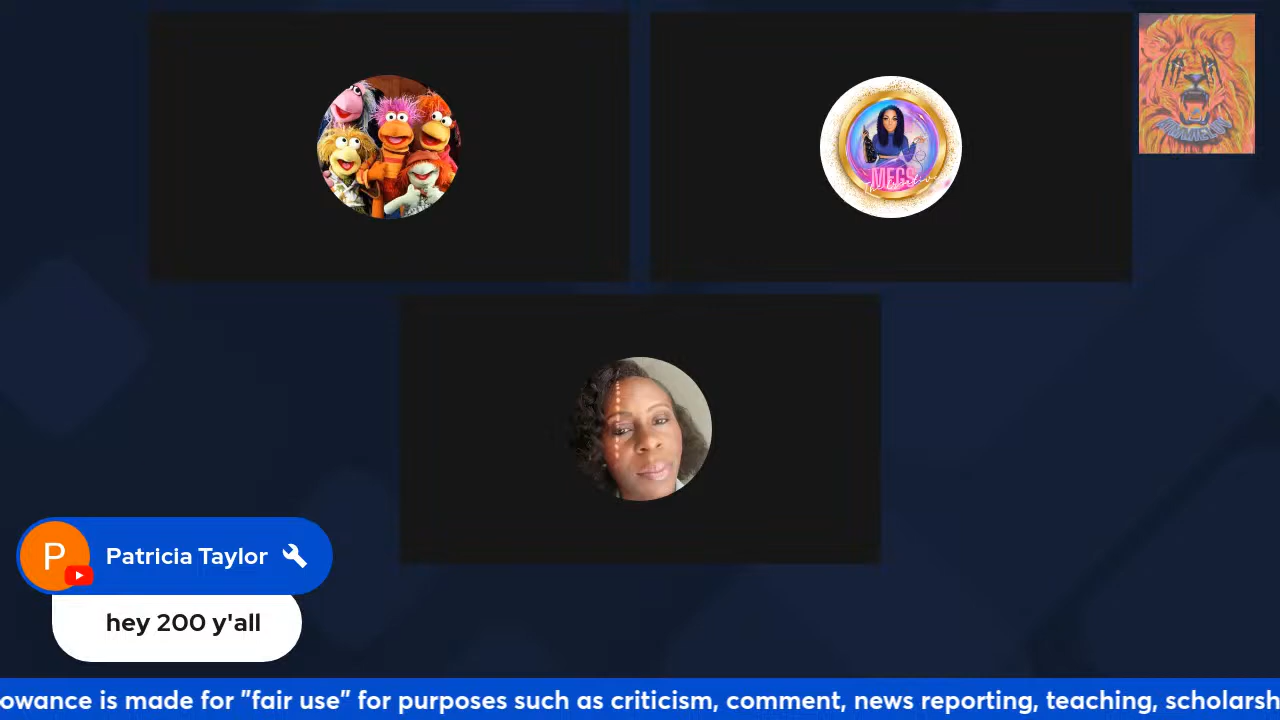 MEGS
P
Patricia Taylor
hey 200 y'all
owance is made for "fair use" for purposes such as criticism, comment, news reporting, teaching, scholarsh